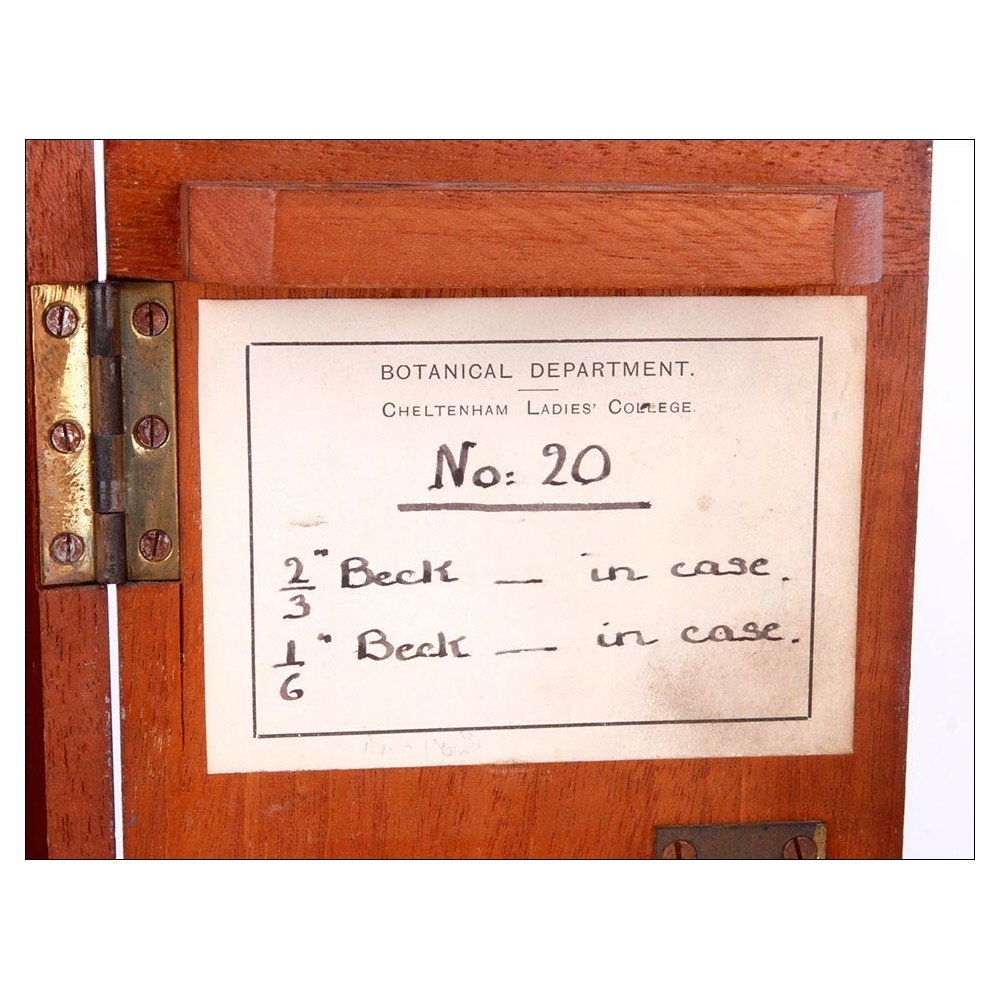 BOTANICAL DEPARTMENT.
CHELTENHAM LADIES' COLLEGE.
No: 20
2/3" Beck — in case.
1/6" Beck — in case.